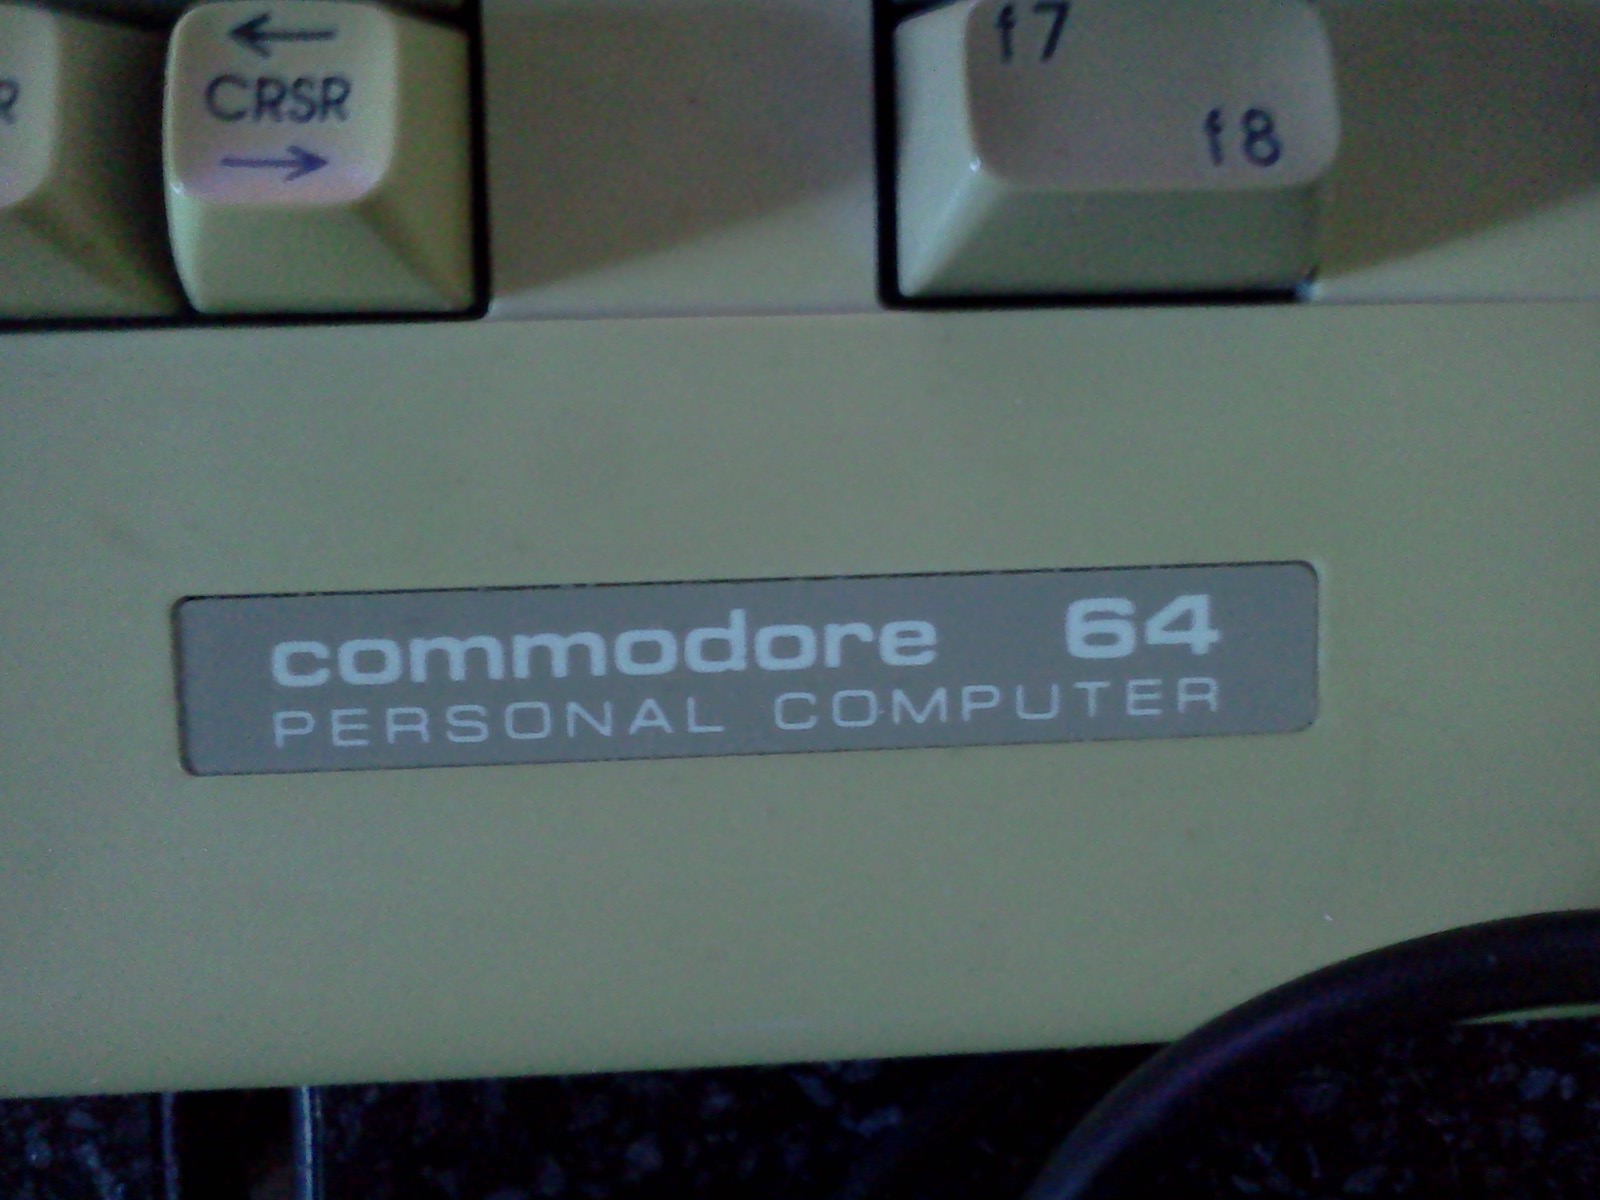 ←
CRSR
→
f7
f8
commodore 64
PERSONAL COMPUTER